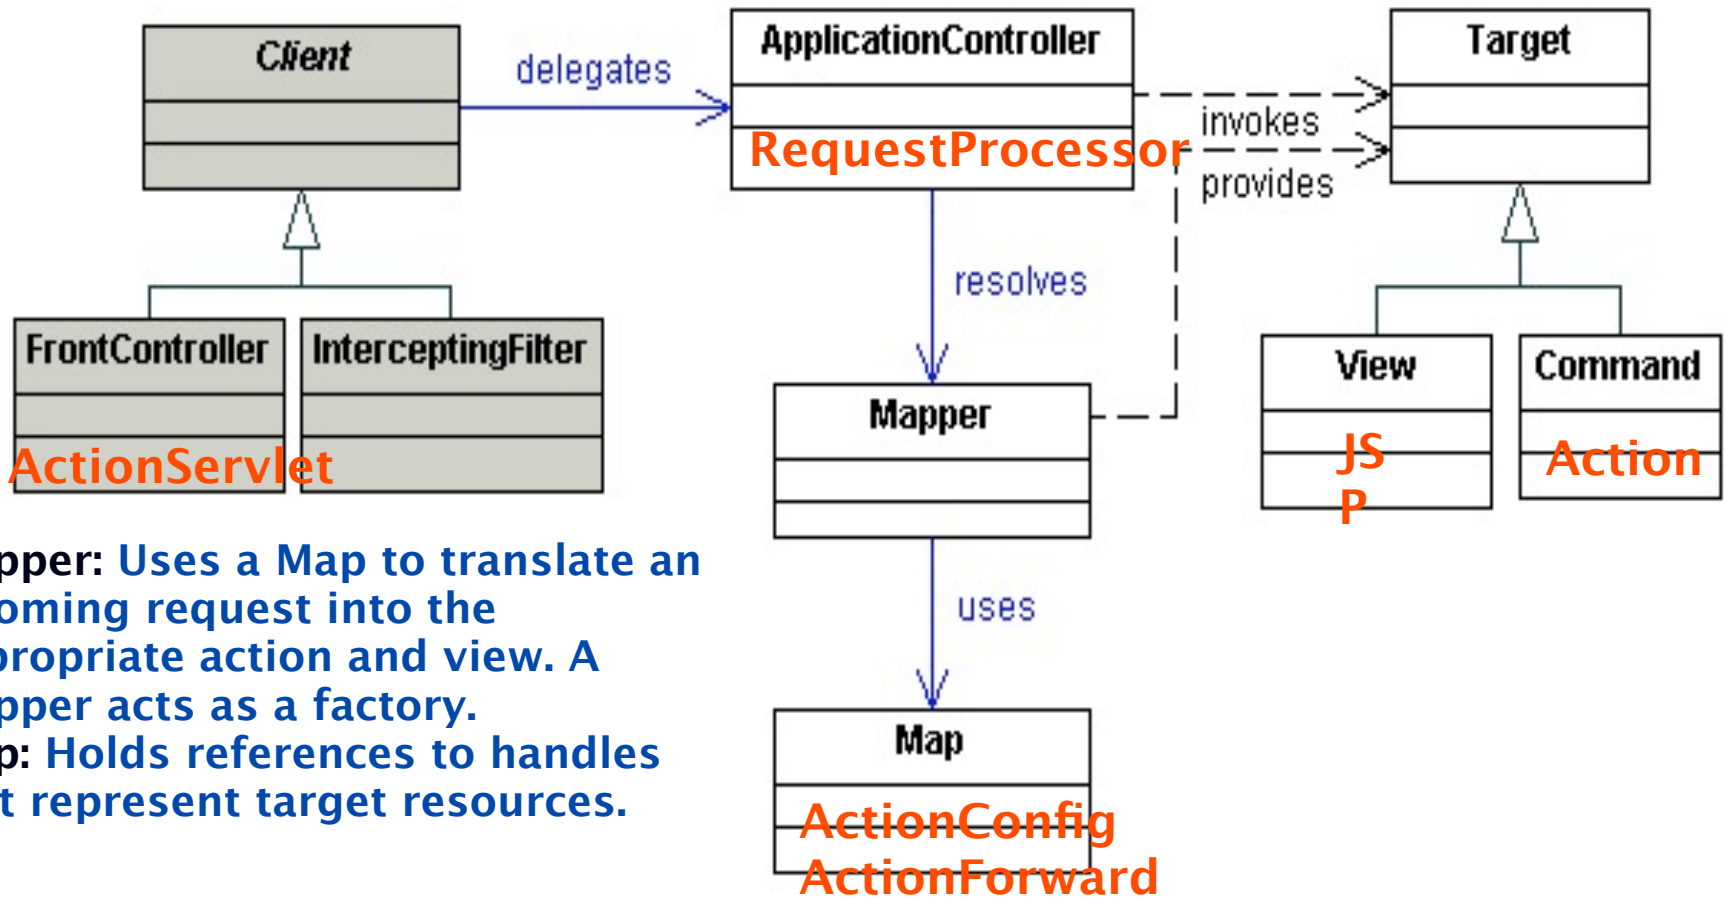 Client
delegates
ApplicationController
RequestProcessor
invokes
provides
Target
resolves
FrontController
ActionServlet
InterceptingFilter
Mapper
View
JS
P
Command
Action
pper: Uses a Map to translate an
oming request into the
propriate action and view. A
pper acts as a factory.
p: Holds references to handles
t represent target resources.
uses
Map
ActionConfig
ActionForward